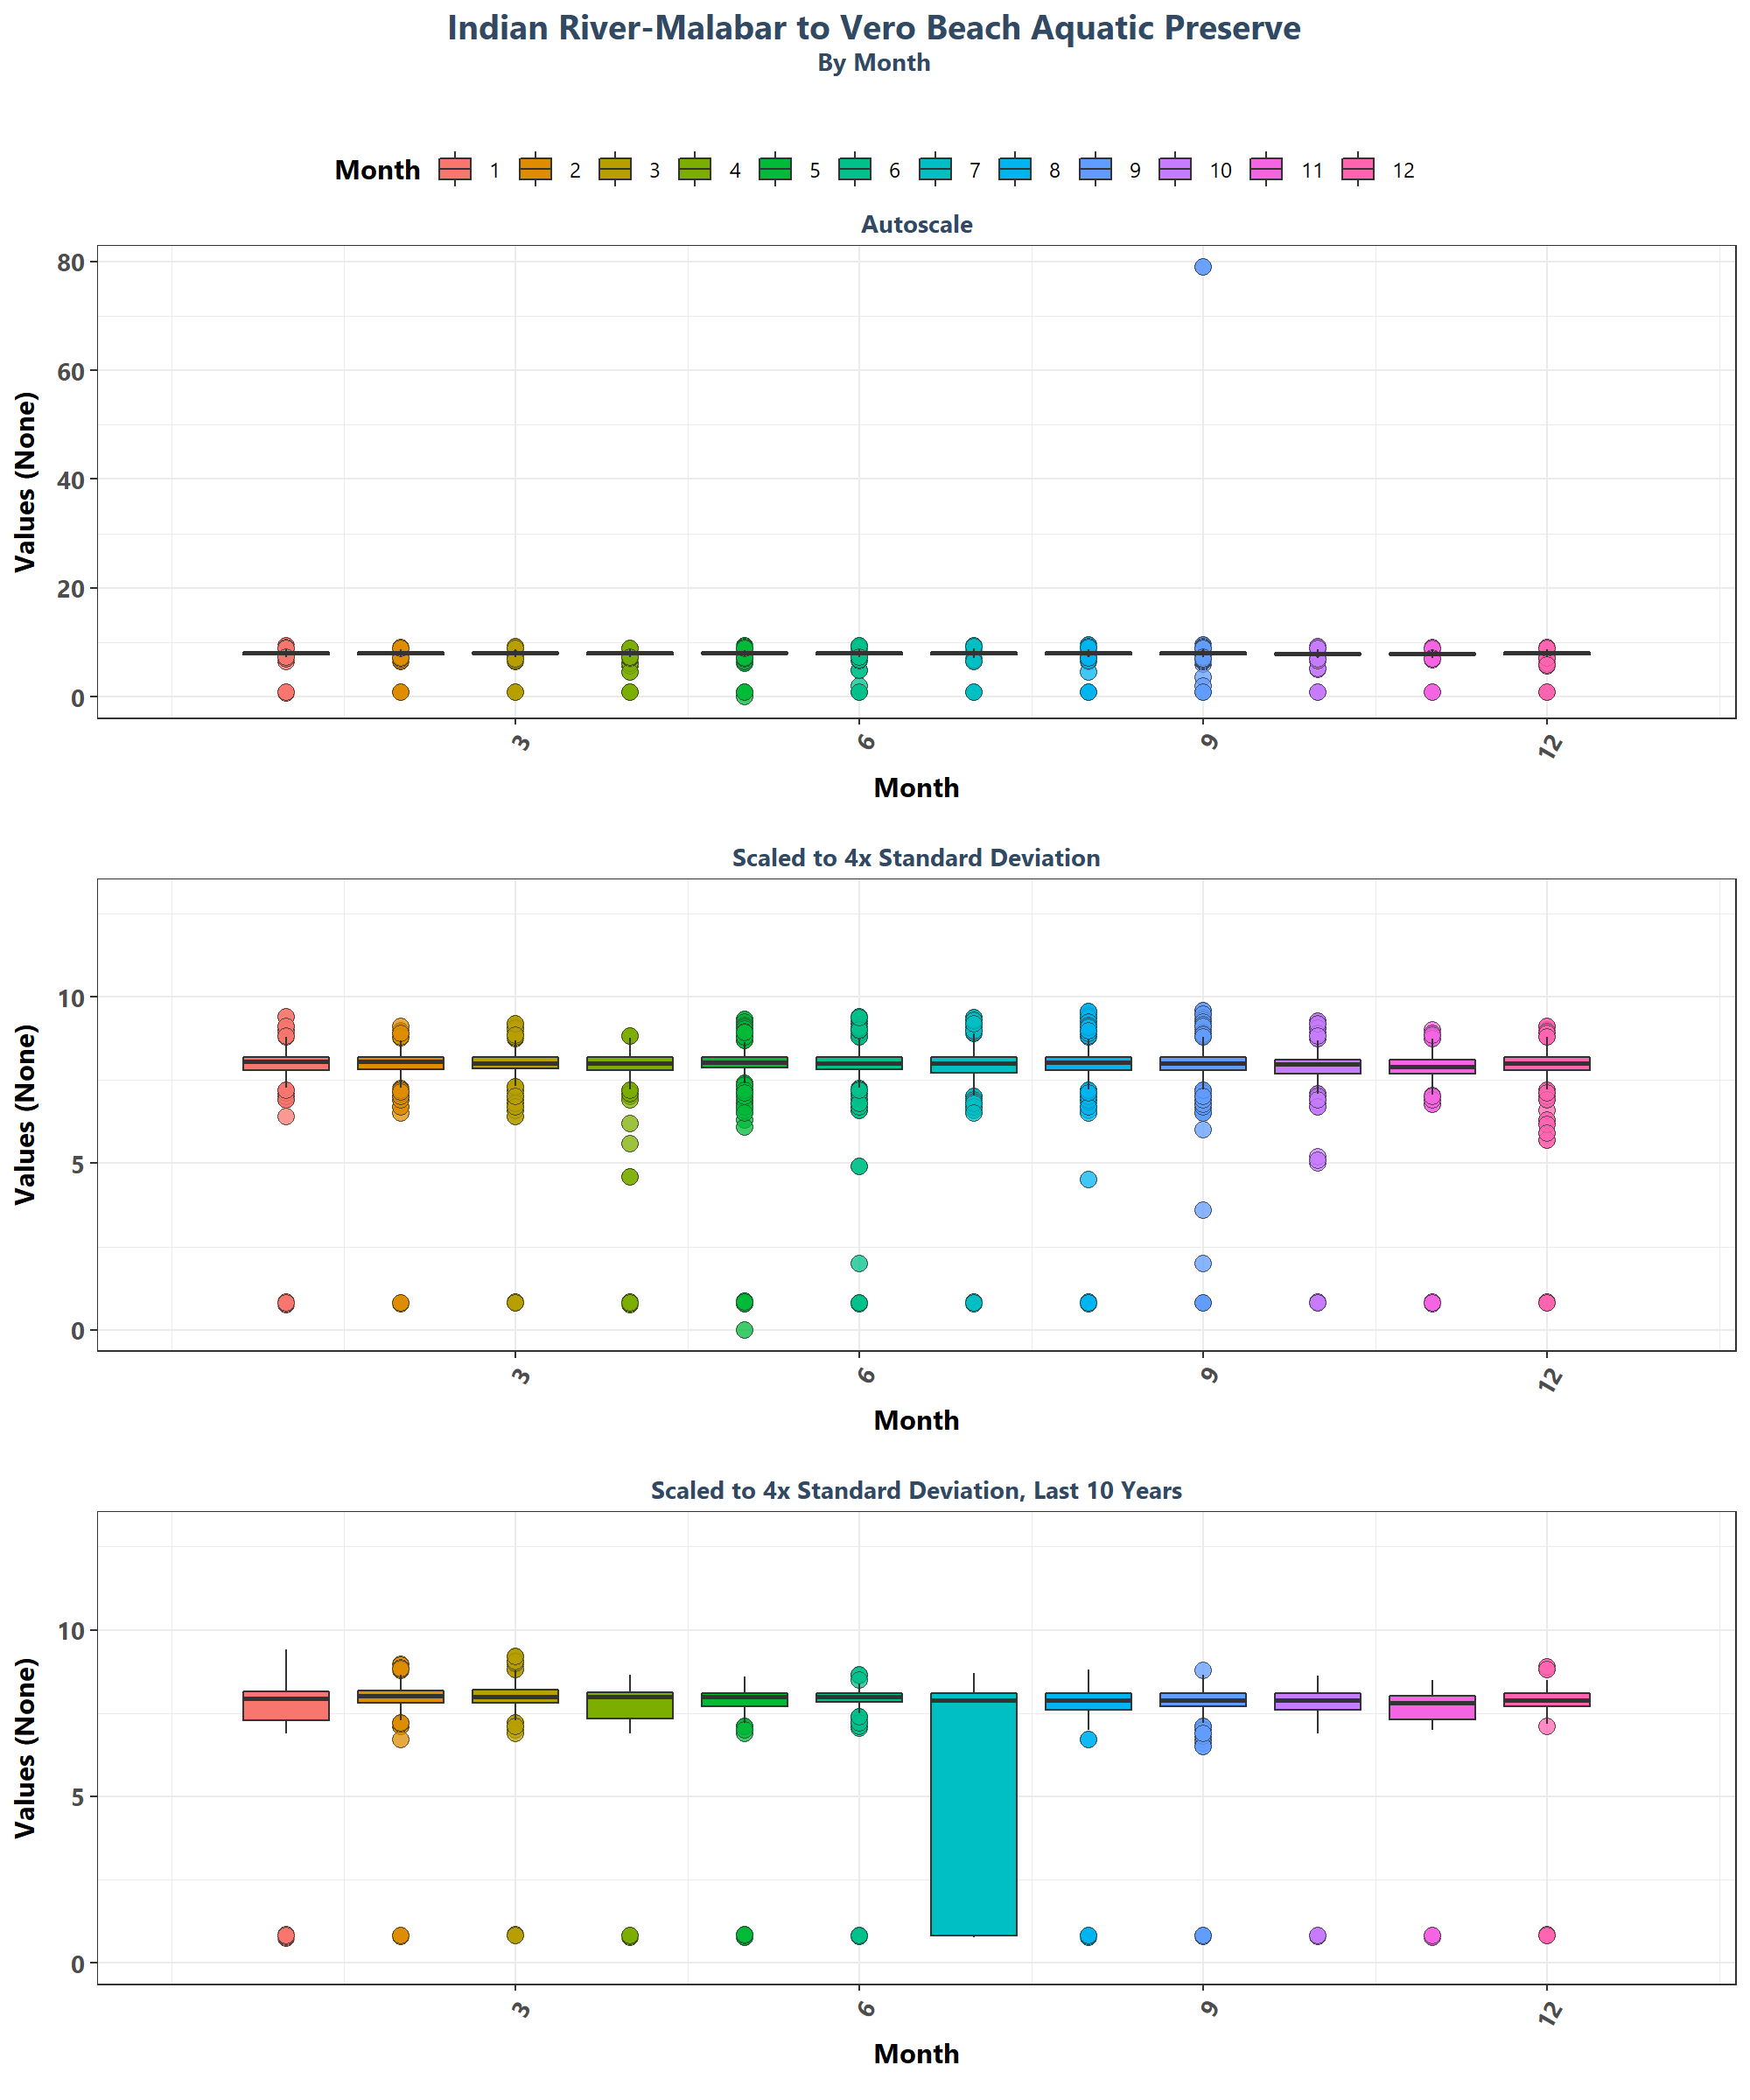 Indian River-Malabar to Vero Beach Aquatic Preserve
By Month
Month 1 2 3 4 5 6 7 8 9 10 11 12
Autoscale
Values (None)
80
60
40
20
0
3 6 9 12
Month
Scaled to 4x Standard Deviation
Values (None)
10
5
0
3 6 9 12
Month
Scaled to 4x Standard Deviation, Last 10 Years
Values (None)
10
5
0
3 6 9 12
Month